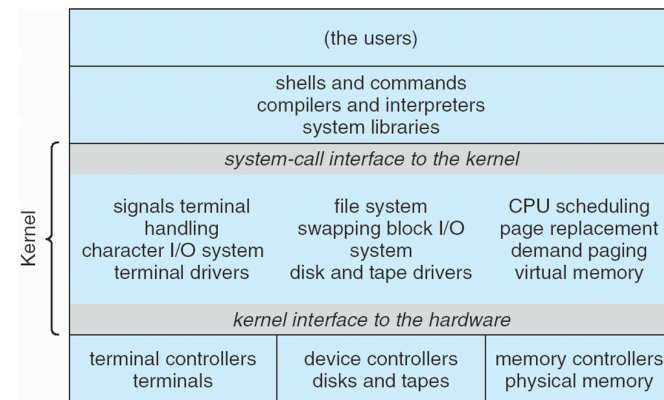 (the users)
shells and commands
compilers and interpreters
system libraries
system-call interface to the kernel
Kernel
signals terminal
handling
character I/O system
terminal drivers
file system
swapping block I/O
system
disk and tape drivers
CPU scheduling
page replacement
demand paging
virtual memory
kernel interface to the hardware
terminal controllers
terminals
device controllers
disks and tapes
memory controllers
physical memory